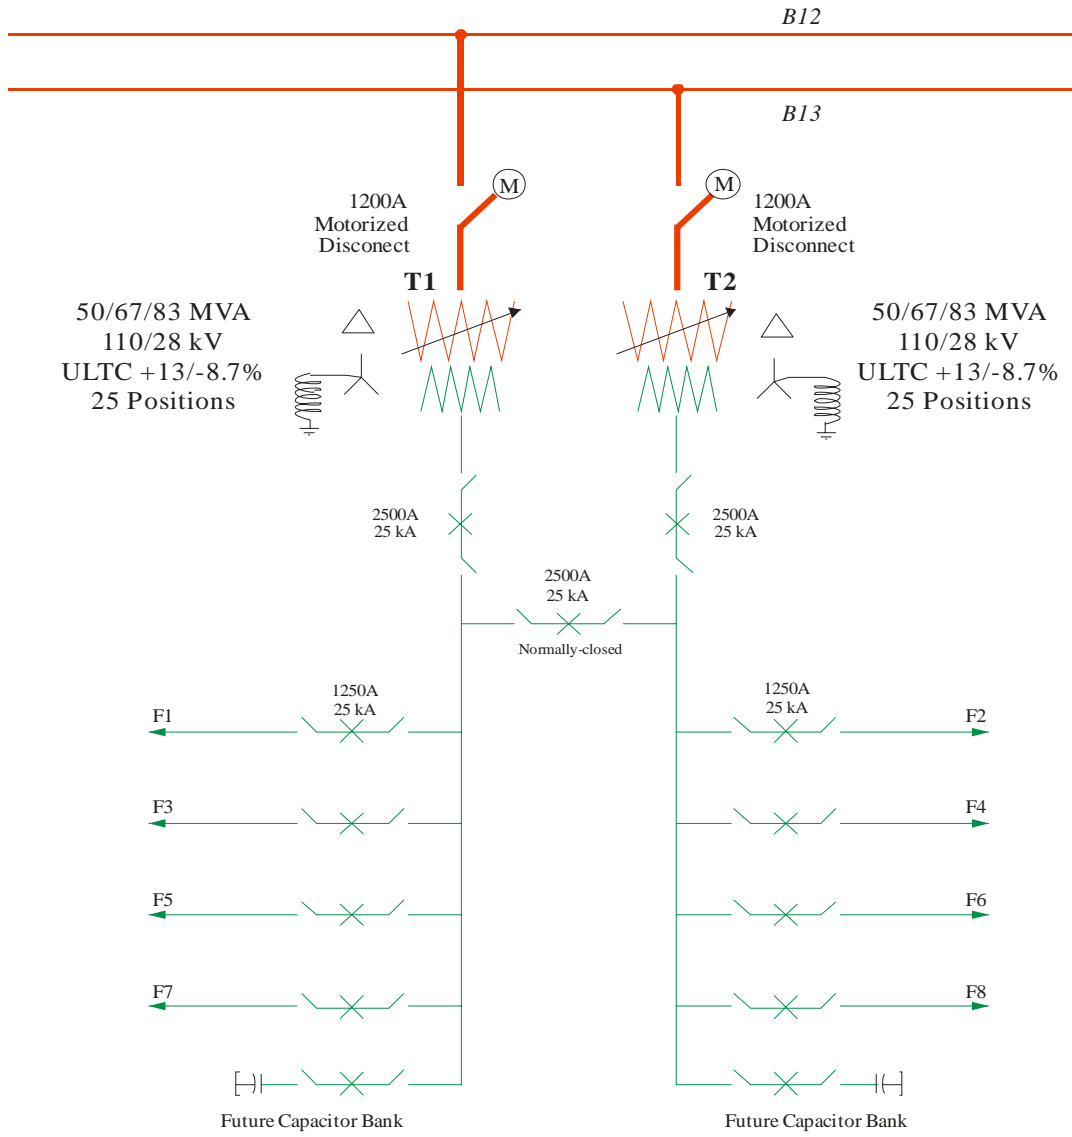 B12
B13
M
M
1200A
Motorized
Disconect
1200A
Motorized
Disconnect
T1
T2
50/67/83 MVA
110/28 kV
ULTC +13/-8.7%
25 Positions
50/67/83 MVA
110/28 kV
ULTC +13/-8.7%
25 Positions
2500A
25 kA
2500A
25 kA
2500A
25 kA
Normally-closed
1250A
25 kA
1250A
25 kA
F1
F2
F3
F4
F5
F6
F7
F8
Future Capacitor Bank
Future Capacitor Bank